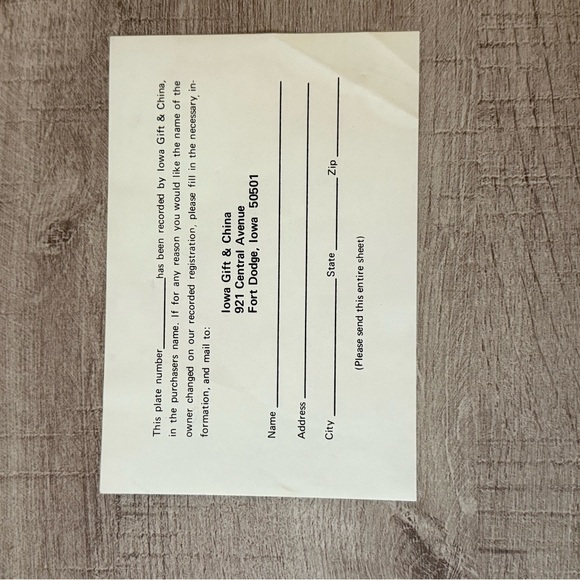 This plate number________has been recorded by Iowa Gift & China,
in the purchasers name. If for any reason you would like the name of the
owner changed on our recorded registration, please fill in the necessary, in-
formation, and mail to:
Iowa Gift & China
921 Central Avenue
Fort Dodge, Iowa 50501
Name
Address
City State Zip
(Please send this entire sheet)